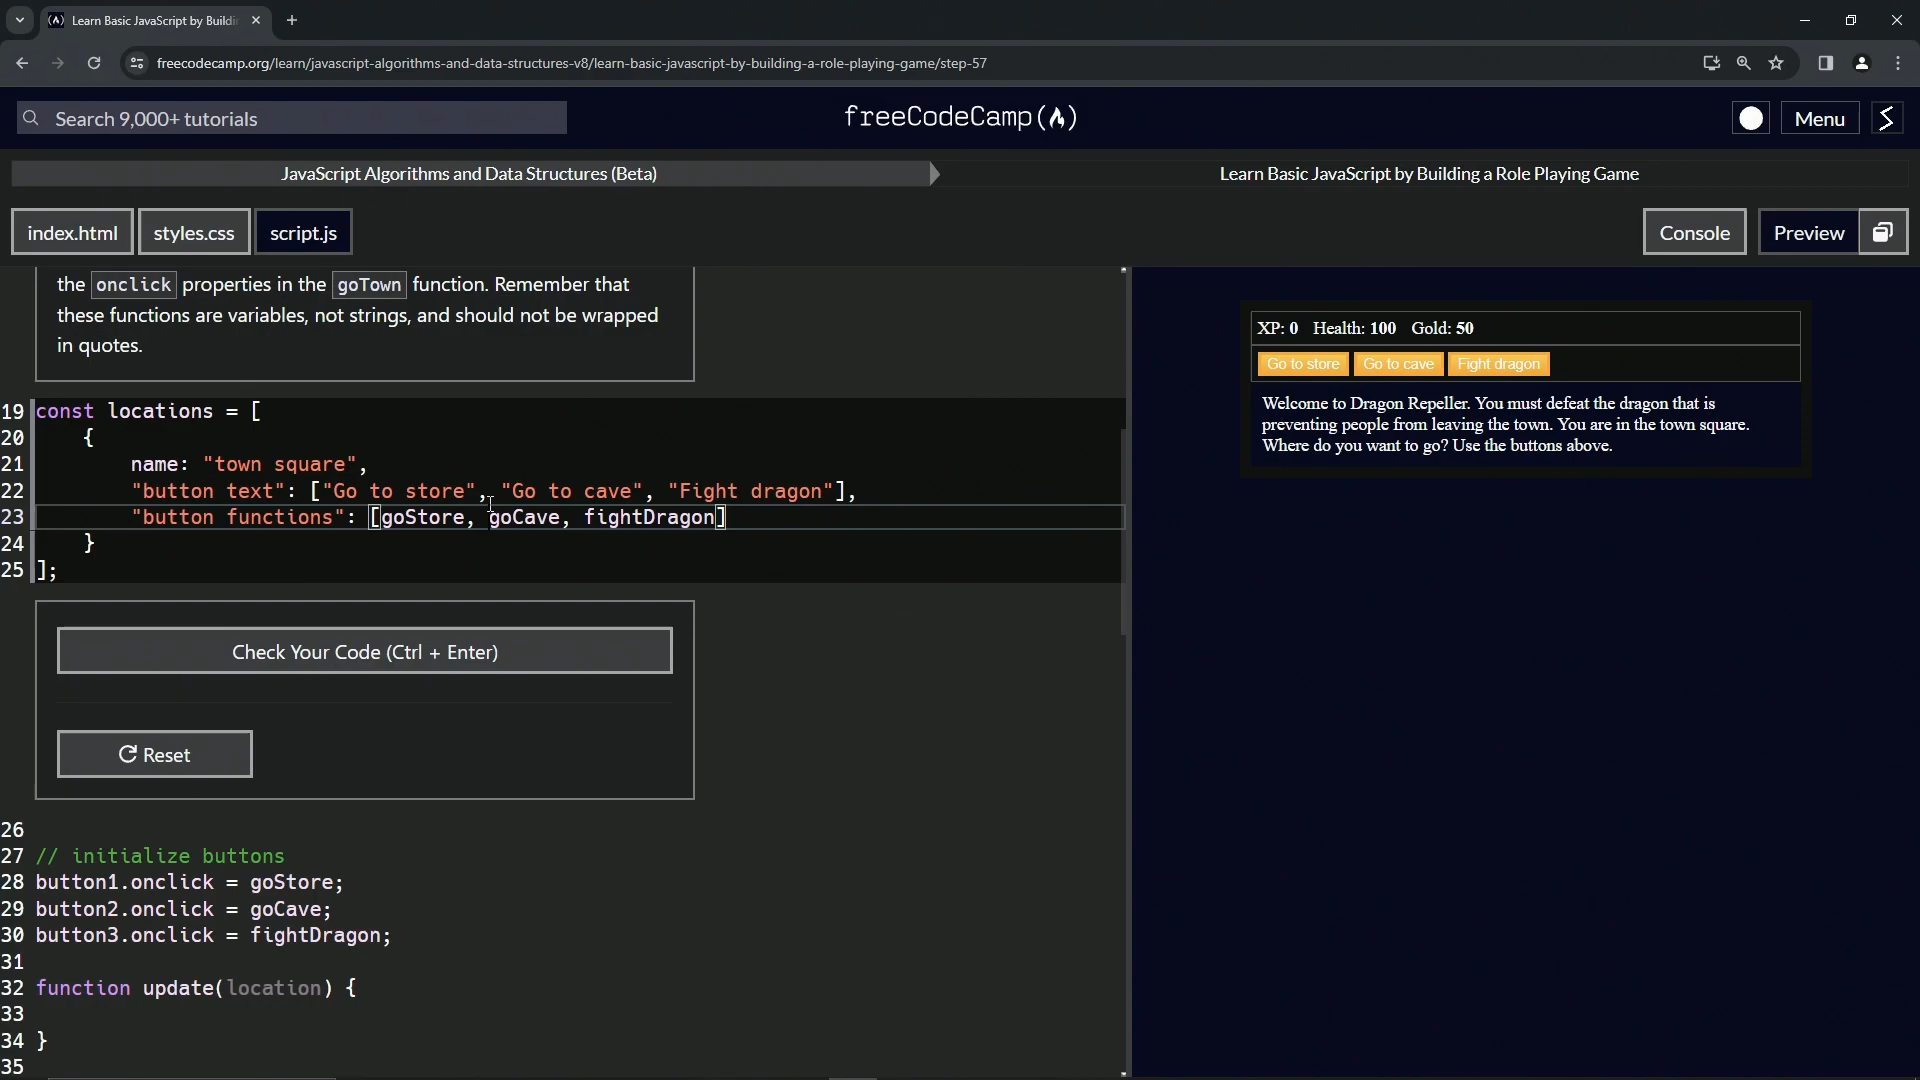 Learn Basic JavaScript by Buildi
freecodecamp.org/learn/javascript-algorithms-and-data-structures-v8/learn-basic-javascript-by-building-a-role-playing-game/step-57
Search 9,000+ tutorials
freeCodeCamp
Menu
JavaScript Algorithms and Data Structures (Beta)
Learn Basic JavaScript by Building a Role Playing Game
index.html
styles.css
script.js
Console
Preview
the onclick properties in the goTown function. Remember that
these functions are variables, not strings, and should not be wrapped
in quotes.
19 const locations = [
20 {
21 name: "town square",
22 "button text": ["Go to store", "Go to cave", "Fight dragon"],
23 "button functions": [goStore, goCave, fightDragon]
24 }
25 ];
Check Your Code (Ctrl + Enter)
Reset
26
27 // initialize buttons
28 button1.onclick = goStore;
29 button2.onclick = goCave;
30 button3.onclick = fightDragon;
31
32 function update(location) {
33
34 }
35
XP: 0 Health: 100 Gold: 50
Go to store
Go to cave
Fight dragon
Welcome to Dragon Repeller. You must defeat the dragon that is
preventing people from leaving the town. You are in the town square.
Where do you want to go? Use the buttons above.